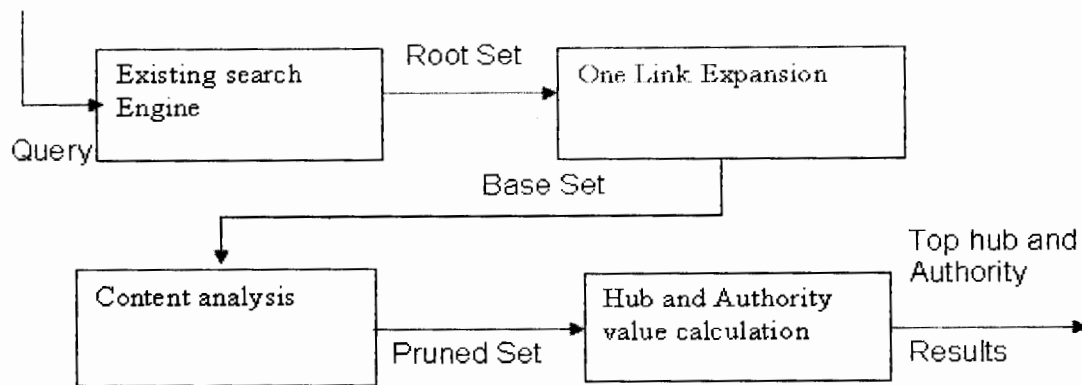 Existing search
Engine
Root Set
One Link Expansion
Query
Base Set
Content analysis
Pruned Set
Hub and Authority
value calculation
Top hub and
Authority
Results